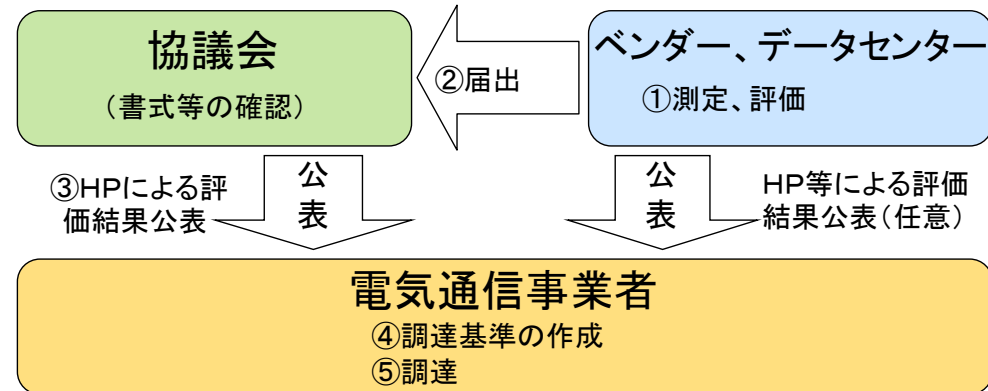 協議会
(書式等の確認)
②届出
ベンダー、データセンター
①測定、評価
③HPによる評
価結果公表
公
表
公
表
HP等による評価
結果公表(任意)
電気通信事業者
④調達基準の作成
⑤調達